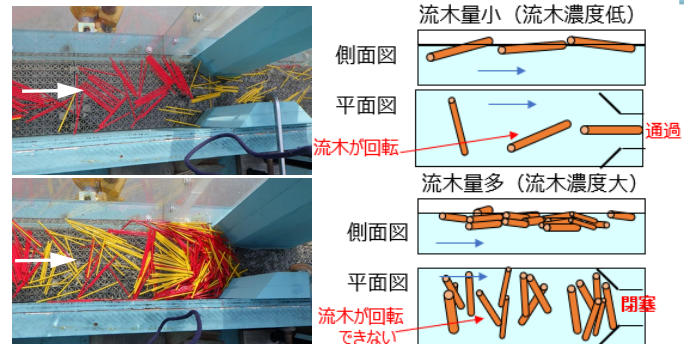 流木量小（流木濃度低）
側面図
平面図
流木が回転
通過
流木量多（流木濃度大）
側面図
平面図
流木が回転
できない
閉塞